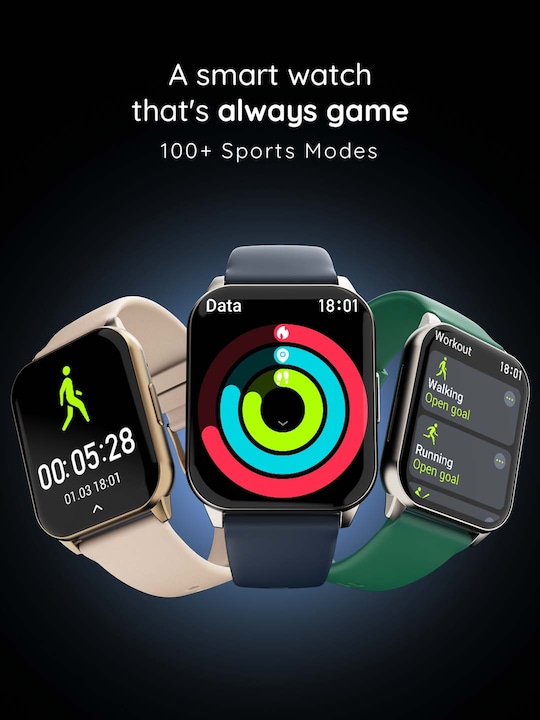 A smart watch
that's always game
100+ Sports Modes
Data 18:01
00:05:28
01.03 18:01
Workout
18:01
Walking
Open goal
Running
Open goal